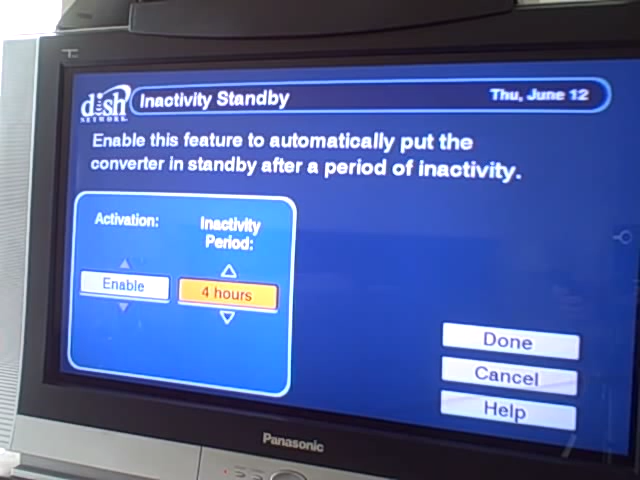 dish
NETWORK
Inactivity Standby
Thu, June 12
Enable this feature to automatically put the
converter in standby after a period of inactivity.
Activation:
Inactivity
Period:
Enable
4 hours
Done
Cancel
Help
Panasonic